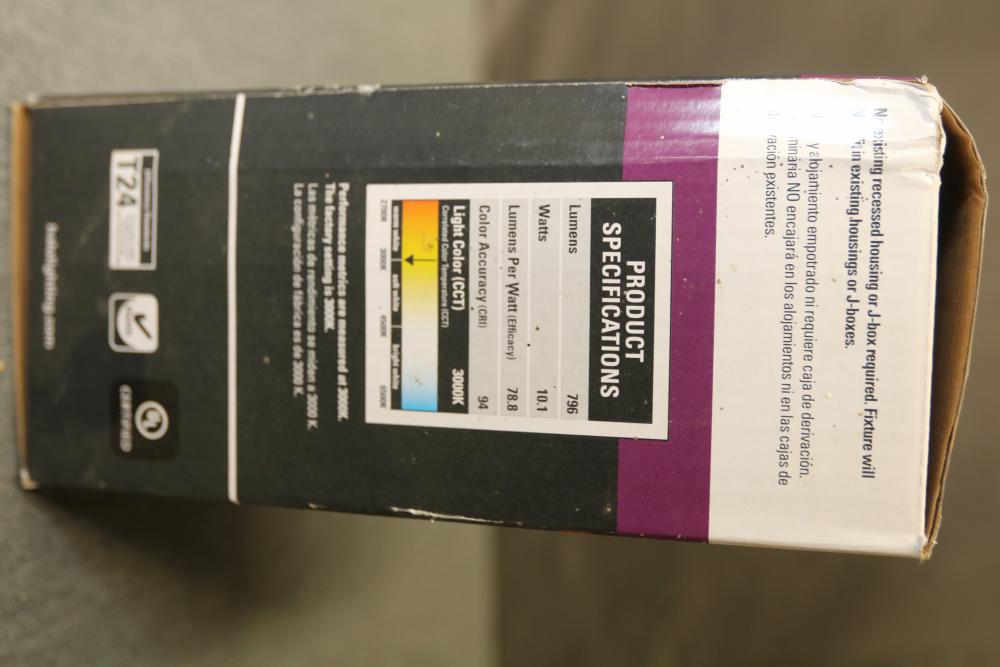 existing recessed housing or J-box required. Fixture will
in existing housings or J-boxes.
y alojamiento empotrado ni requiere caja de derivación.
NO encajará en los alojamientos ni en las cajas de
existentes.
PRODUCT
SPECIFICATIONS
Lumens 796
Watts 10.1
Lumens Per Watt (Efficacy) 78.8
Color Accuracy (CRI) 94
Light Color (CCT) 3000K
Correlated Color Temperature (CCT)
warm white soft white bright white
2700K 3000K 4500K 6500K
Performance metrics are measured at 3000K.
The factory setting is 3000K.
Las métricas de rendimiento se miden a 3000 K.
La configuración de fábrica es de 3000 K.
T24
UL
CERTIFIED
halolighting.com